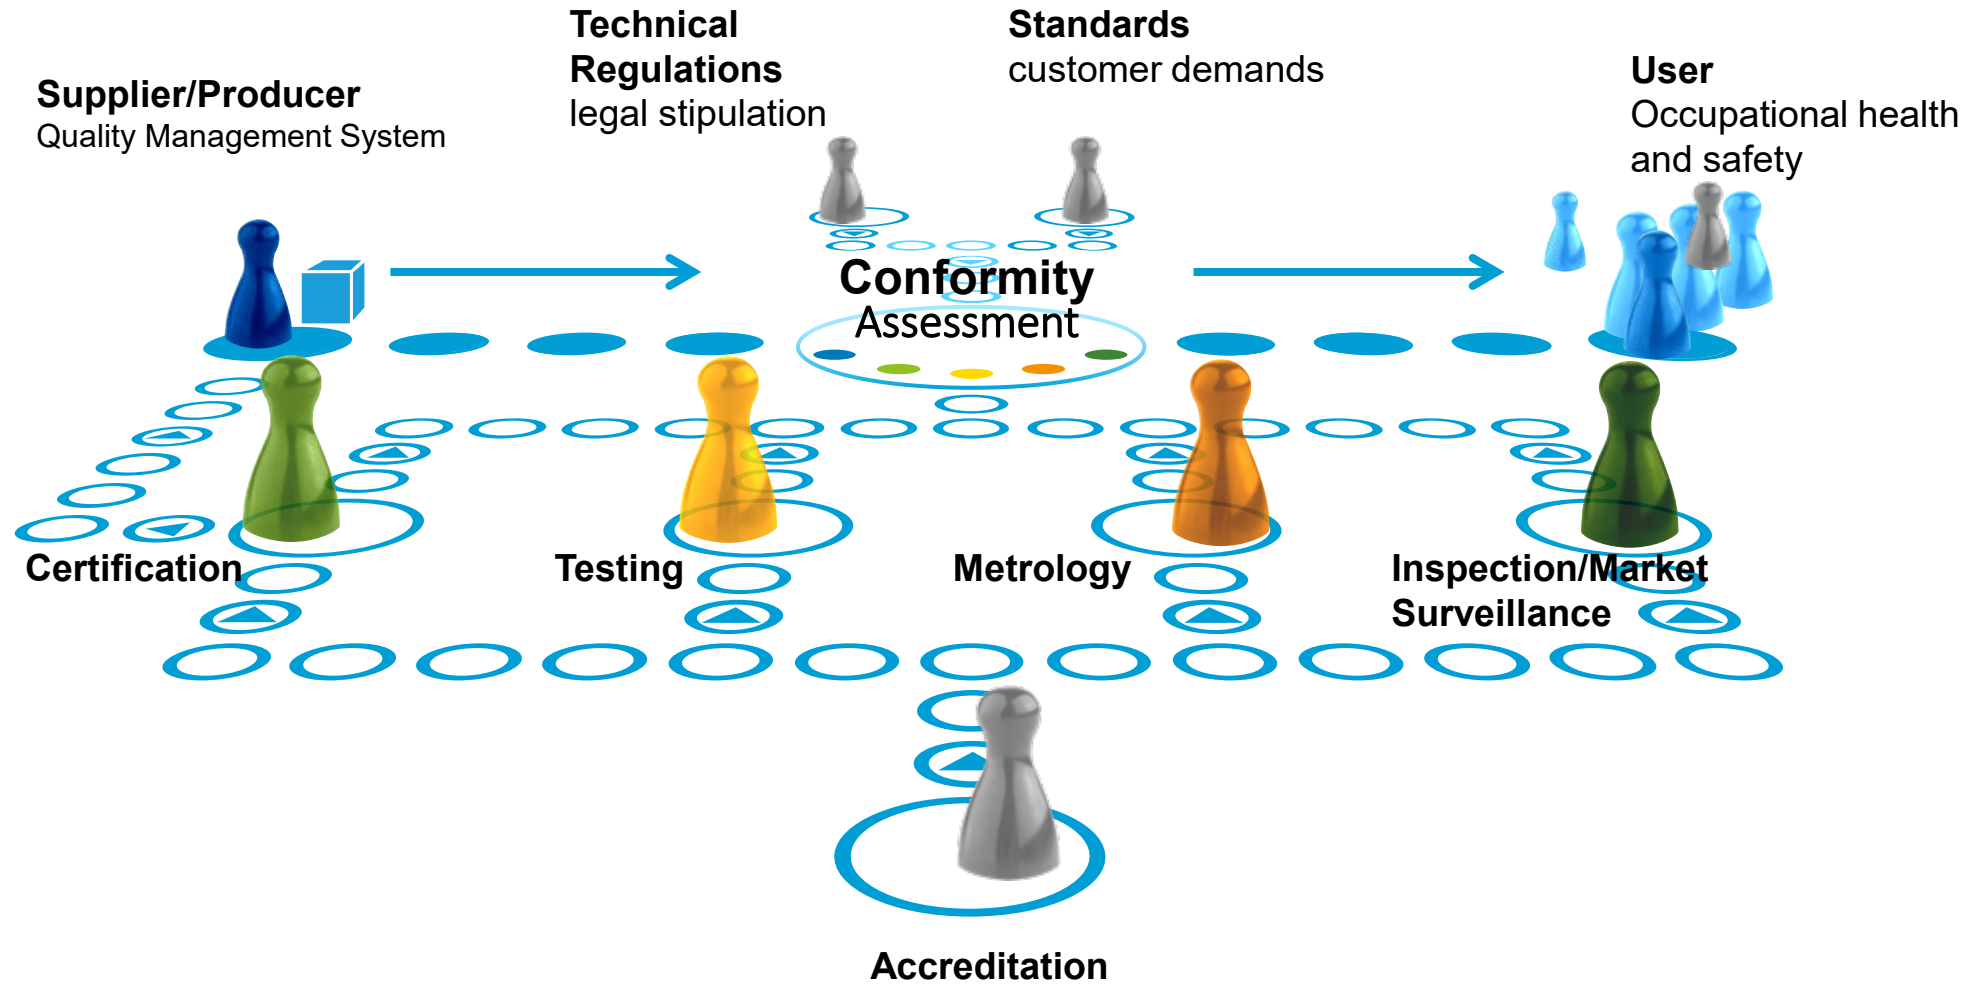 Technical
Regulations
legal stipulation
Standards
customer demands
Supplier/Producer
Quality Management System
User
Occupational health
and safety
Conformity
Assessment
Certification
Testing
Metrology
Inspection/Market
Surveillance
Accreditation